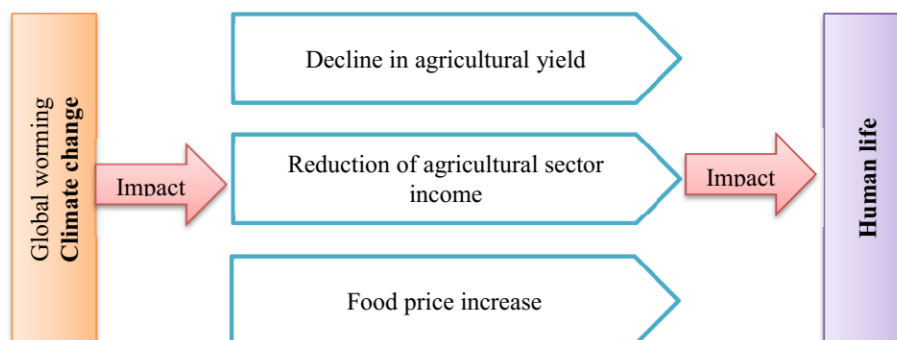 Global worming
Climate change
Impact
Decline in agricultural yield
Reduction of agricultural sector
income
Food price increase
Impact
Human life